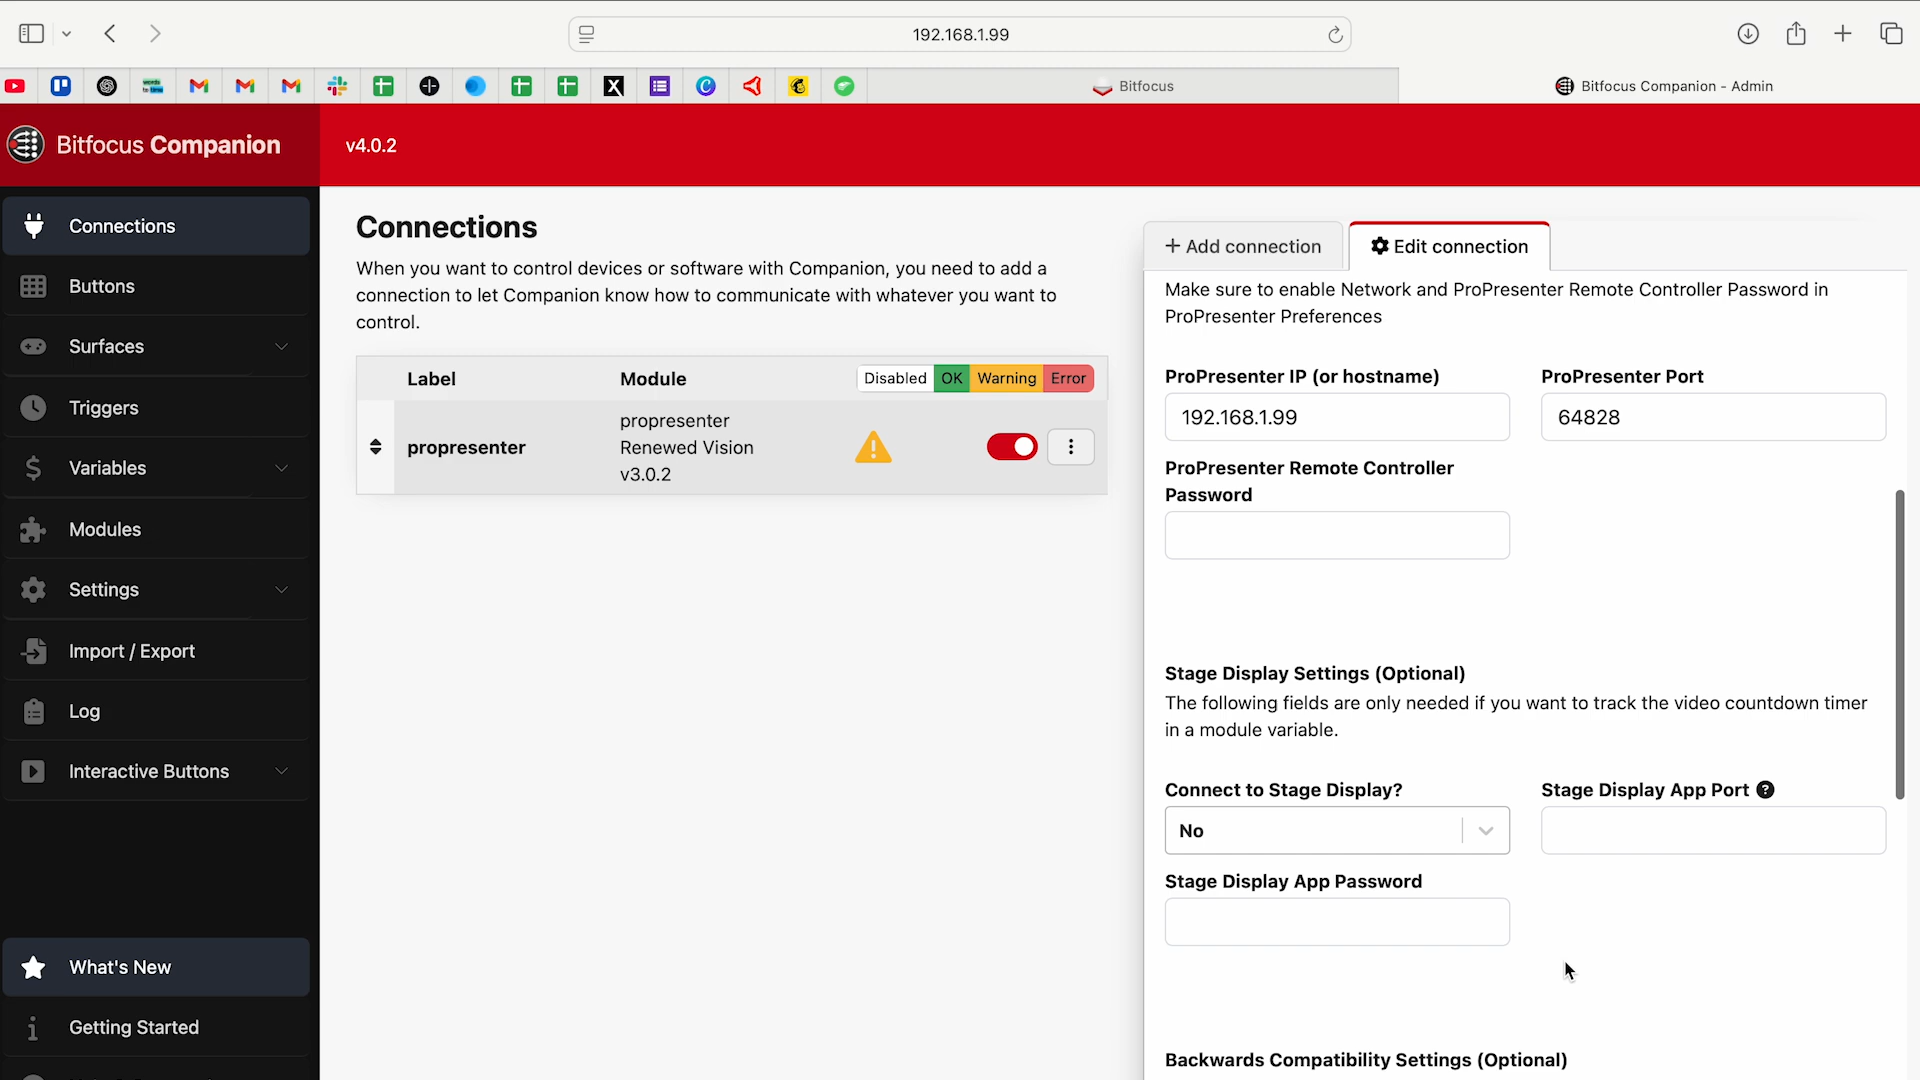 192.168.1.99
Bitfocus
Bitfocus Companion - Admin
Bitfocus Companion
v4.0.2
Connections
Buttons
Surfaces
Triggers
Variables
Modules
Settings
Import / Export
Log
Interactive Buttons
What's New
Getting Started
Connections
When you want to control devices or software with Companion, you need to add a
connection to let Companion know how to communicate with whatever you want to
control.
Label Module Disabled OK Warning Error
propresenter
propresenter
Renewed Vision
v3.0.2
+ Add connection
Edit connection
Make sure to enable Network and ProPresenter Remote Controller Password in
ProPresenter Preferences
ProPresenter IP (or hostname)
192.168.1.99
ProPresenter Port
64828
ProPresenter Remote Controller
Password
Stage Display Settings (Optional)
The following fields are only needed if you want to track the video countdown timer
in a module variable.
Connect to Stage Display?
No
Stage Display App Port ?
Stage Display App Password
Backwards Compatibility Settings (Optional)